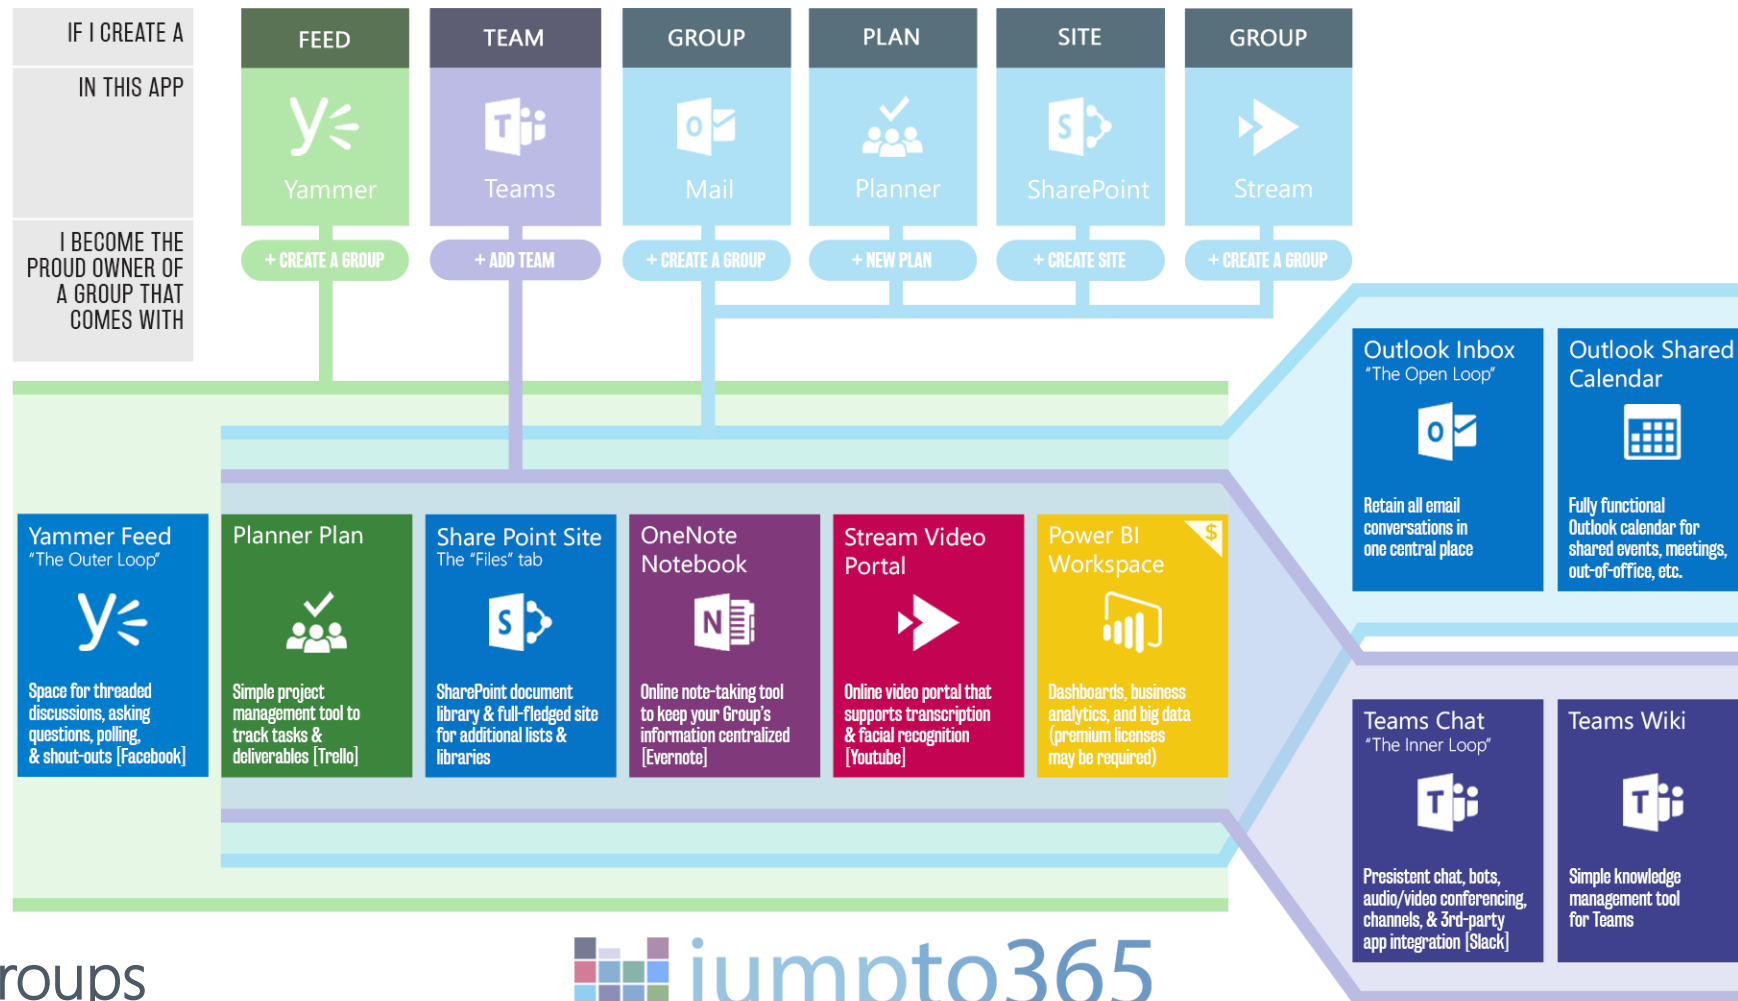 IF I CREATE A
FEED
TEAM
GROUP
PLAN
SITE
GROUP
IN THIS APP
Yammer
Teams
Mail
Planner
SharePoint
Stream
I BECOME THE
PROUD OWNER OF
A GROUP THAT
COMES WITH
+ CREATE A GROUP
+ ADD TEAM
+ CREATE A GROUP
+ NEW PLAN
+ CREATE SITE
+ CREATE A GROUP
Outlook Inbox
“The Open Loop”
Retain all email
conversations in
one central place
Outlook Shared
Calendar
Fully functional
Outlook calendar for
shared events, meetings,
out-of-office, etc.
Yammer Feed
“The Outer Loop”
Space for threaded
discussions, asking
questions, polling,
& shout-outs [Facebook]
Planner Plan
Simple project
management tool to
track tasks &
deliverables [Trello]
Share Point Site
The “Files” tab
SharePoint document
library & full-fledged site
for additional lists &
libraries
OneNote
Notebook
Online note-taking tool
to keep your Group's
information centralized
[Evernote]
Stream Video
Portal
Online video portal that
supports transcription
& facial recognition
[Youtube]
Power BI
Workspace
$
Dashboards, business
analytics, and big data
(premium licenses
may be required)
Teams Chat
“The Inner Loop”
Presistent chat, bots,
audio/video conferencing,
channels, & 3rd-party
app integration [Slack]
Teams Wiki
Simple knowledge
management tool
for Teams
roups
jumpto365